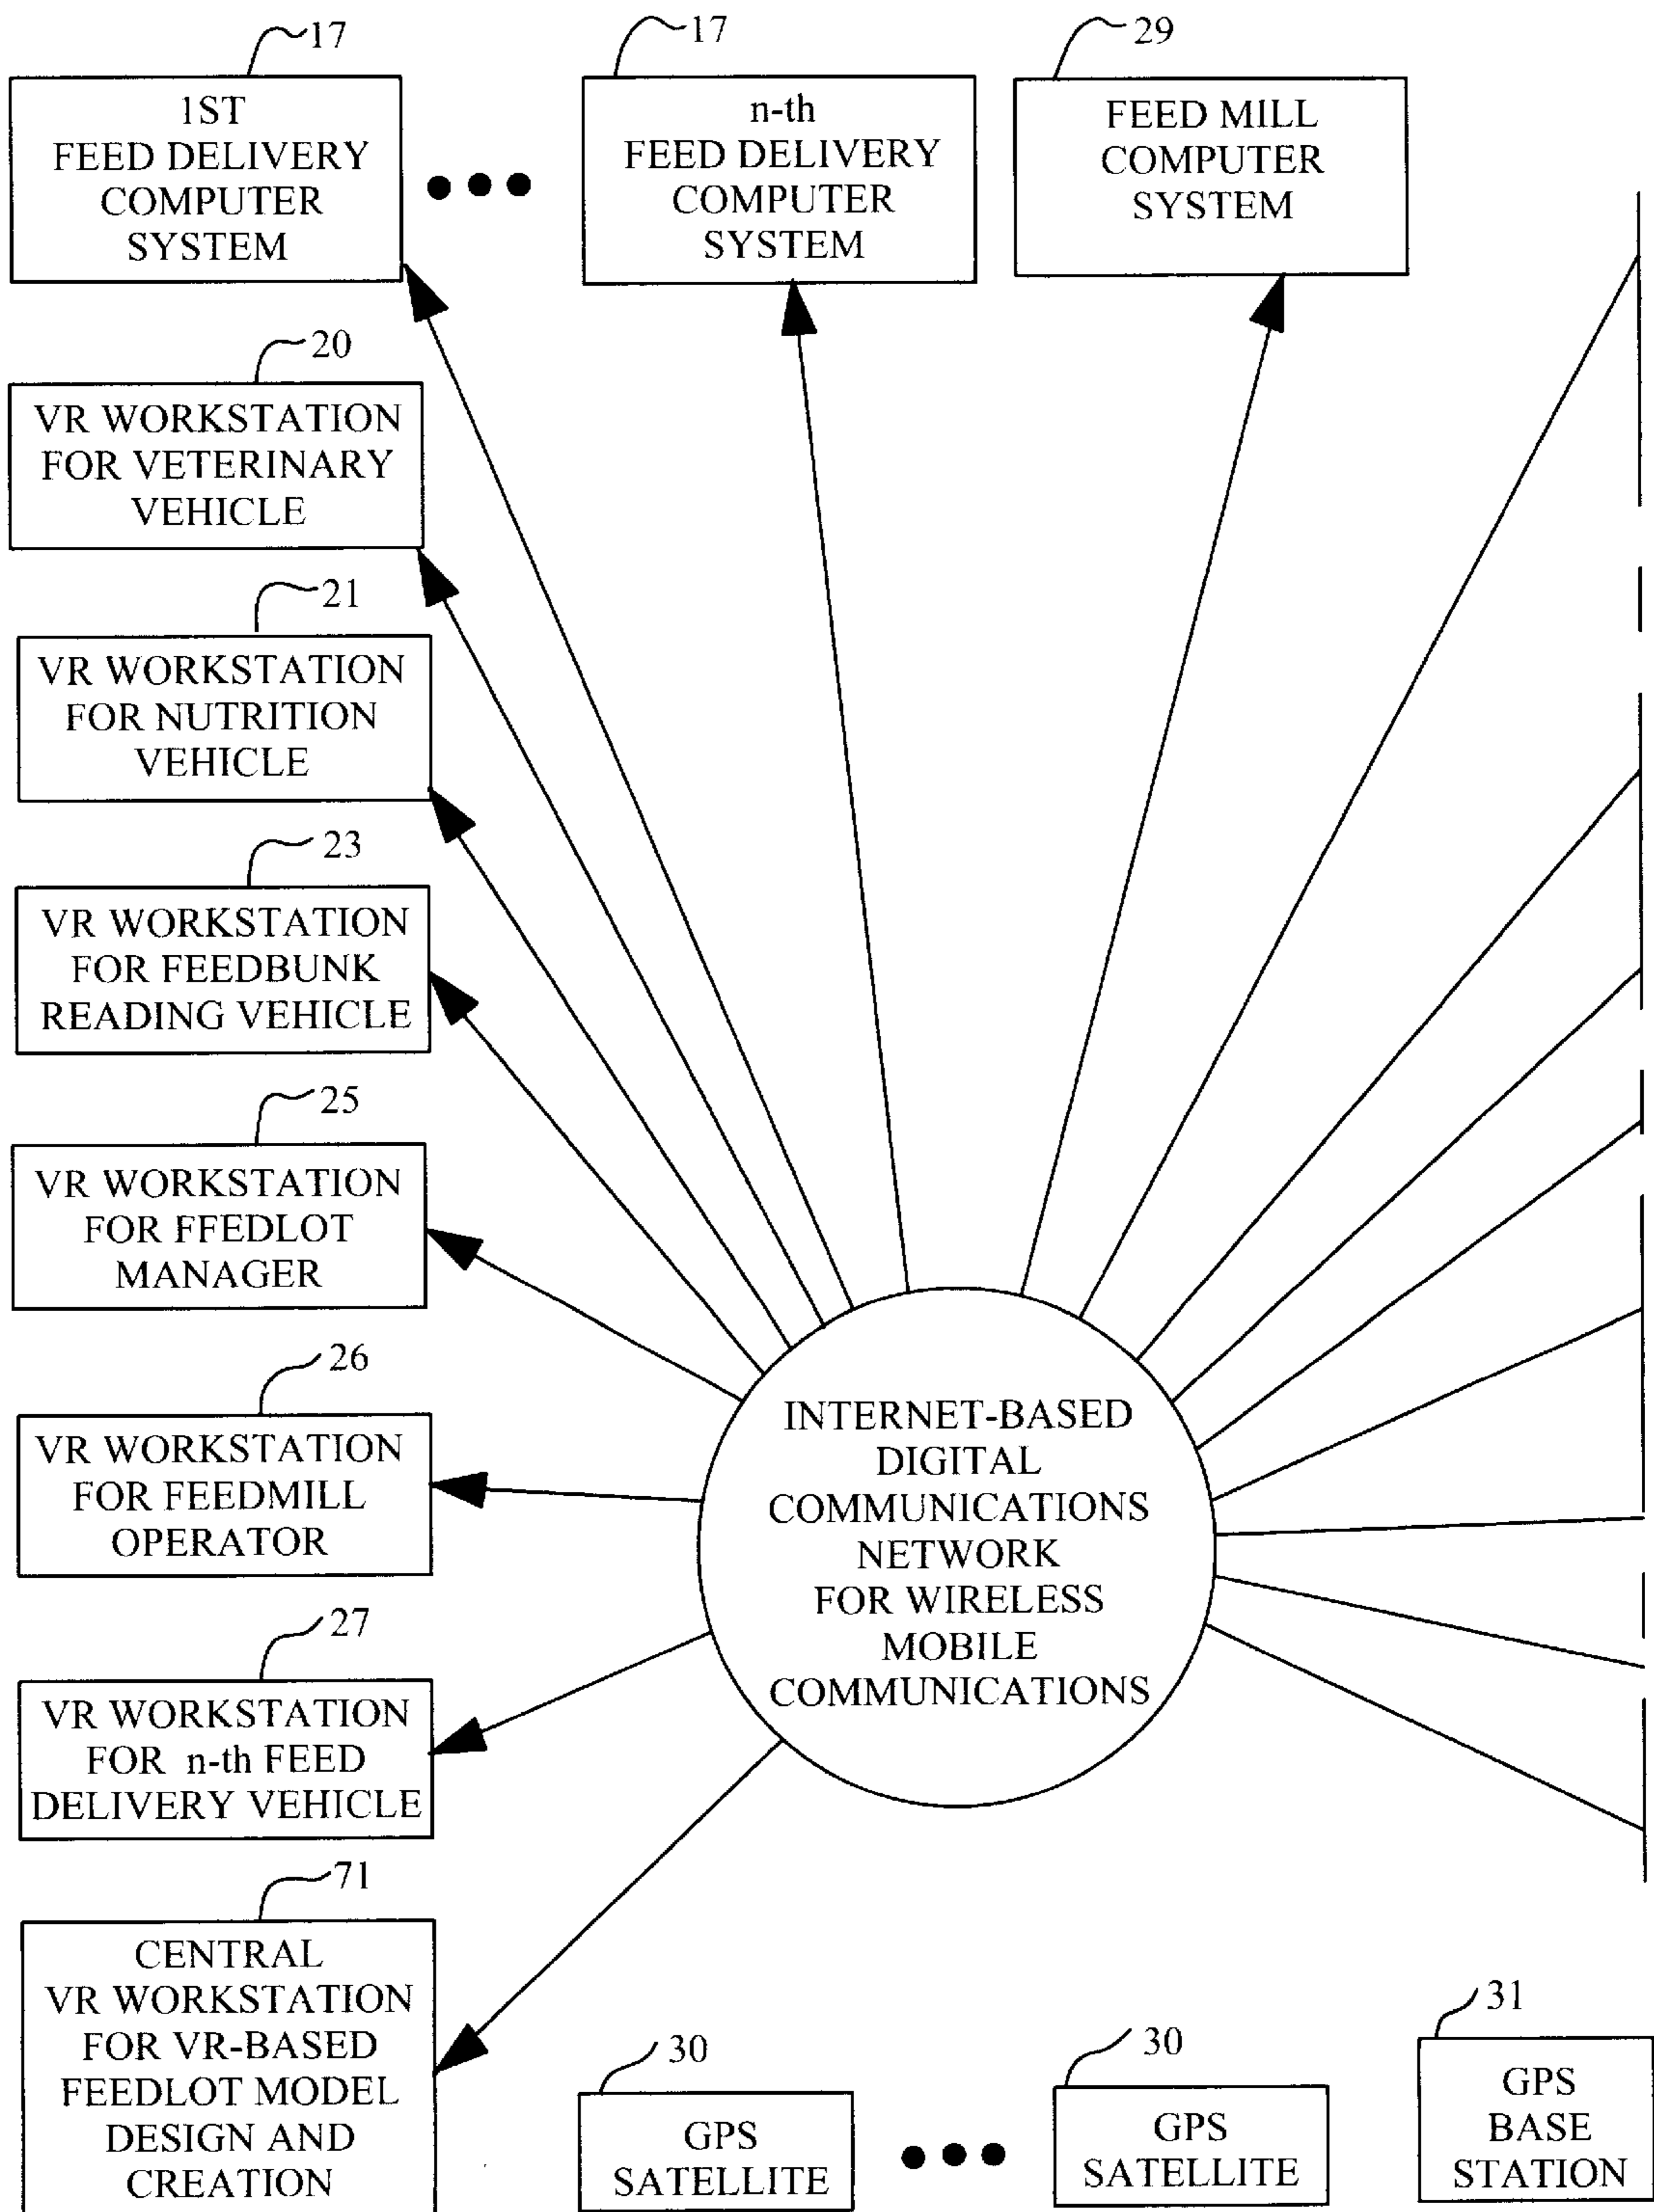 17
1ST
FEED DELIVERY
COMPUTER
SYSTEM
17
n-th
FEED DELIVERY
COMPUTER
SYSTEM
29
FEED MILL
COMPUTER
SYSTEM
20
VR WORKSTATION
FOR VETERINARY
VEHICLE
21
VR WORKSTATION
FOR NUTRITION
VEHICLE
23
VR WORKSTATION
FOR FEEDBUNK
READING VEHICLE
25
VR WORKSTATION
FOR FFEDLOT
MANAGER
26
VR WORKSTATION
FOR FEEDMILL
OPERATOR
27
VR WORKSTATION
FOR n-th FEED
DELIVERY VEHICLE
INTERNET-BASED
DIGITAL
COMMUNICATIONS
NETWORK
FOR WIRELESS
MOBILE
COMMUNICATIONS
71
CENTRAL
VR WORKSTATION
FOR VR-BASED
FEEDLOT MODEL
DESIGN AND
CREATION
30
GPS
SATELLITE
30
GPS
SATELLITE
31
GPS
BASE
STATION